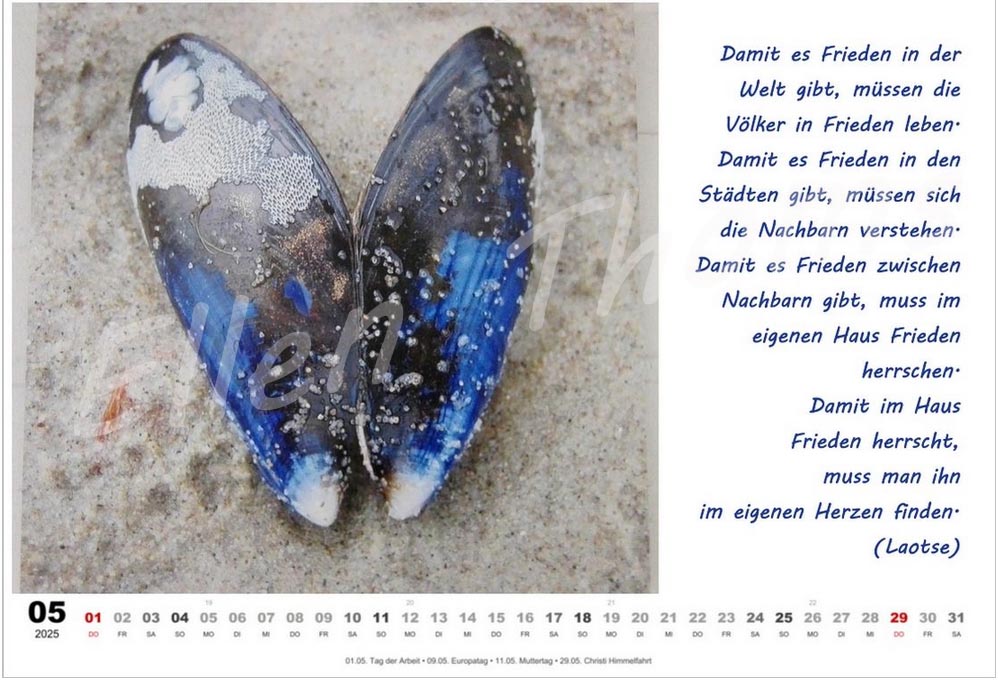 Damit es Frieden in der
Welt gibt, müssen die
Völker in Frieden leben.
Damit es Frieden in den
Städten gibt, müssen sich
die Nachbarn verstehen.
Damit es Frieden zwischen
Nachbarn gibt, muss im
eigenen Haus Frieden
herrschen.
Damit im Haus
Frieden herrscht,
muss man ihn
im eigenen Herzen finden.
(Laotse)
Ellen
19 20 21 22
05 01 02 03 04 05 06 07 08 09 10 11 12 13 14 15 16 17 18 19 20 21 22 23 24 25 26 27 28 29 30 31
2025 DO FR SA SO MO DI MI DO FR SA SO MO DI MI DO FR SA SO MO DI MI DO FR SA SO MO DI MI DO FR SA
01.05. Tag der Arbeit • 09.05. Europatag • 11.05. Muttertag • 29.05. Christi Himmelfahrt